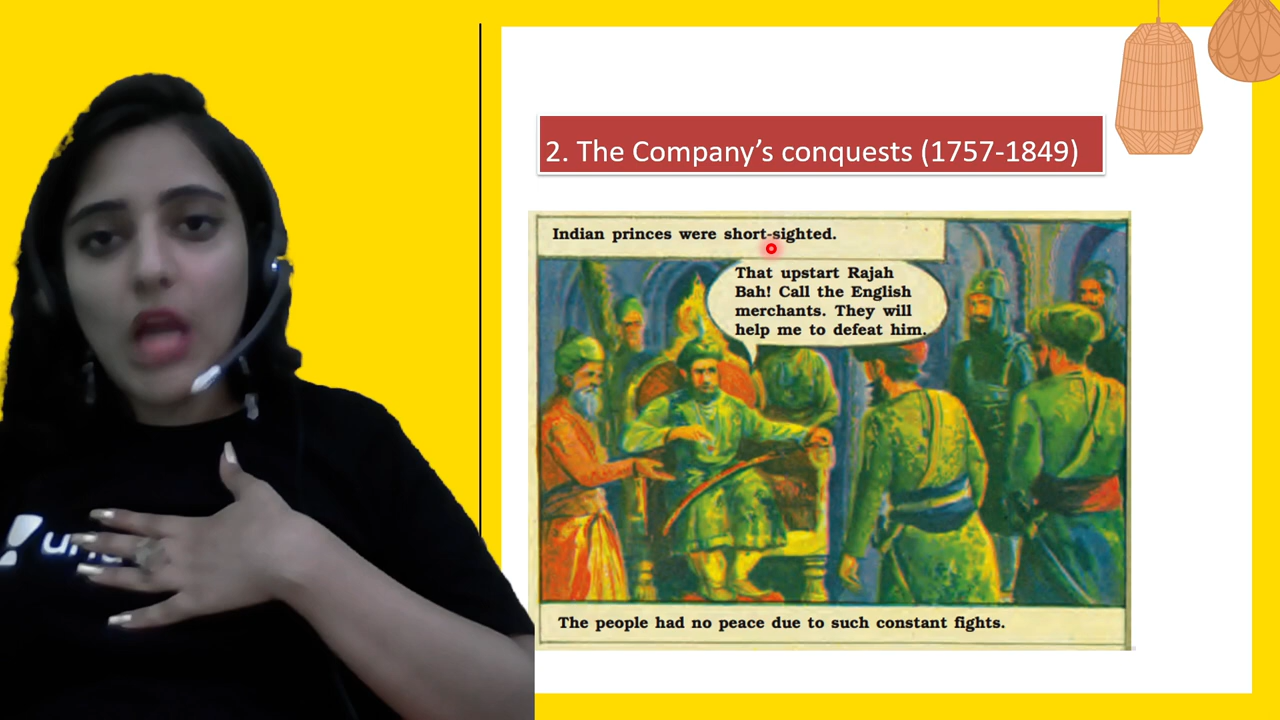 2. The Company's conquests (1757-1849)
Indian princes were short-sighted.
That upstart Rajah
Bah! Call the English
merchants. They will
help me to defeat him.
The people had no peace due to such constant fights.